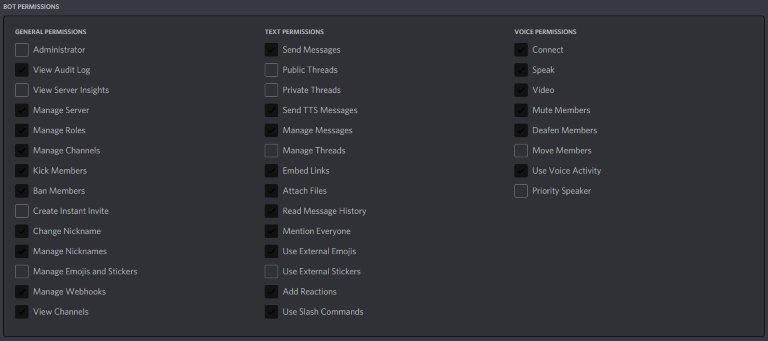 BOT PERMISSIONS
GENERAL PERMISSIONS
Administrator
View Audit Log
View Server Insights
Manage Server
Manage Roles
Manage Channels
Kick Members
Ban Members
Create Instant Invite
Change Nickname
Manage Nicknames
Manage Emojis and Stickers
Manage Webhooks
View Channels
TEXT PERMISSIONS
Send Messages
Public Threads
Private Threads
Send TTS Messages
Manage Messages
Manage Threads
Embed Links
Attach Files
Read Message History
Mention Everyone
Use External Emojis
Use External Stickers
Add Reactions
Use Slash Commands
VOICE PERMISSIONS
Connect
Speak
Video
Mute Members
Deafen Members
Move Members
Use Voice Activity
Priority Speaker